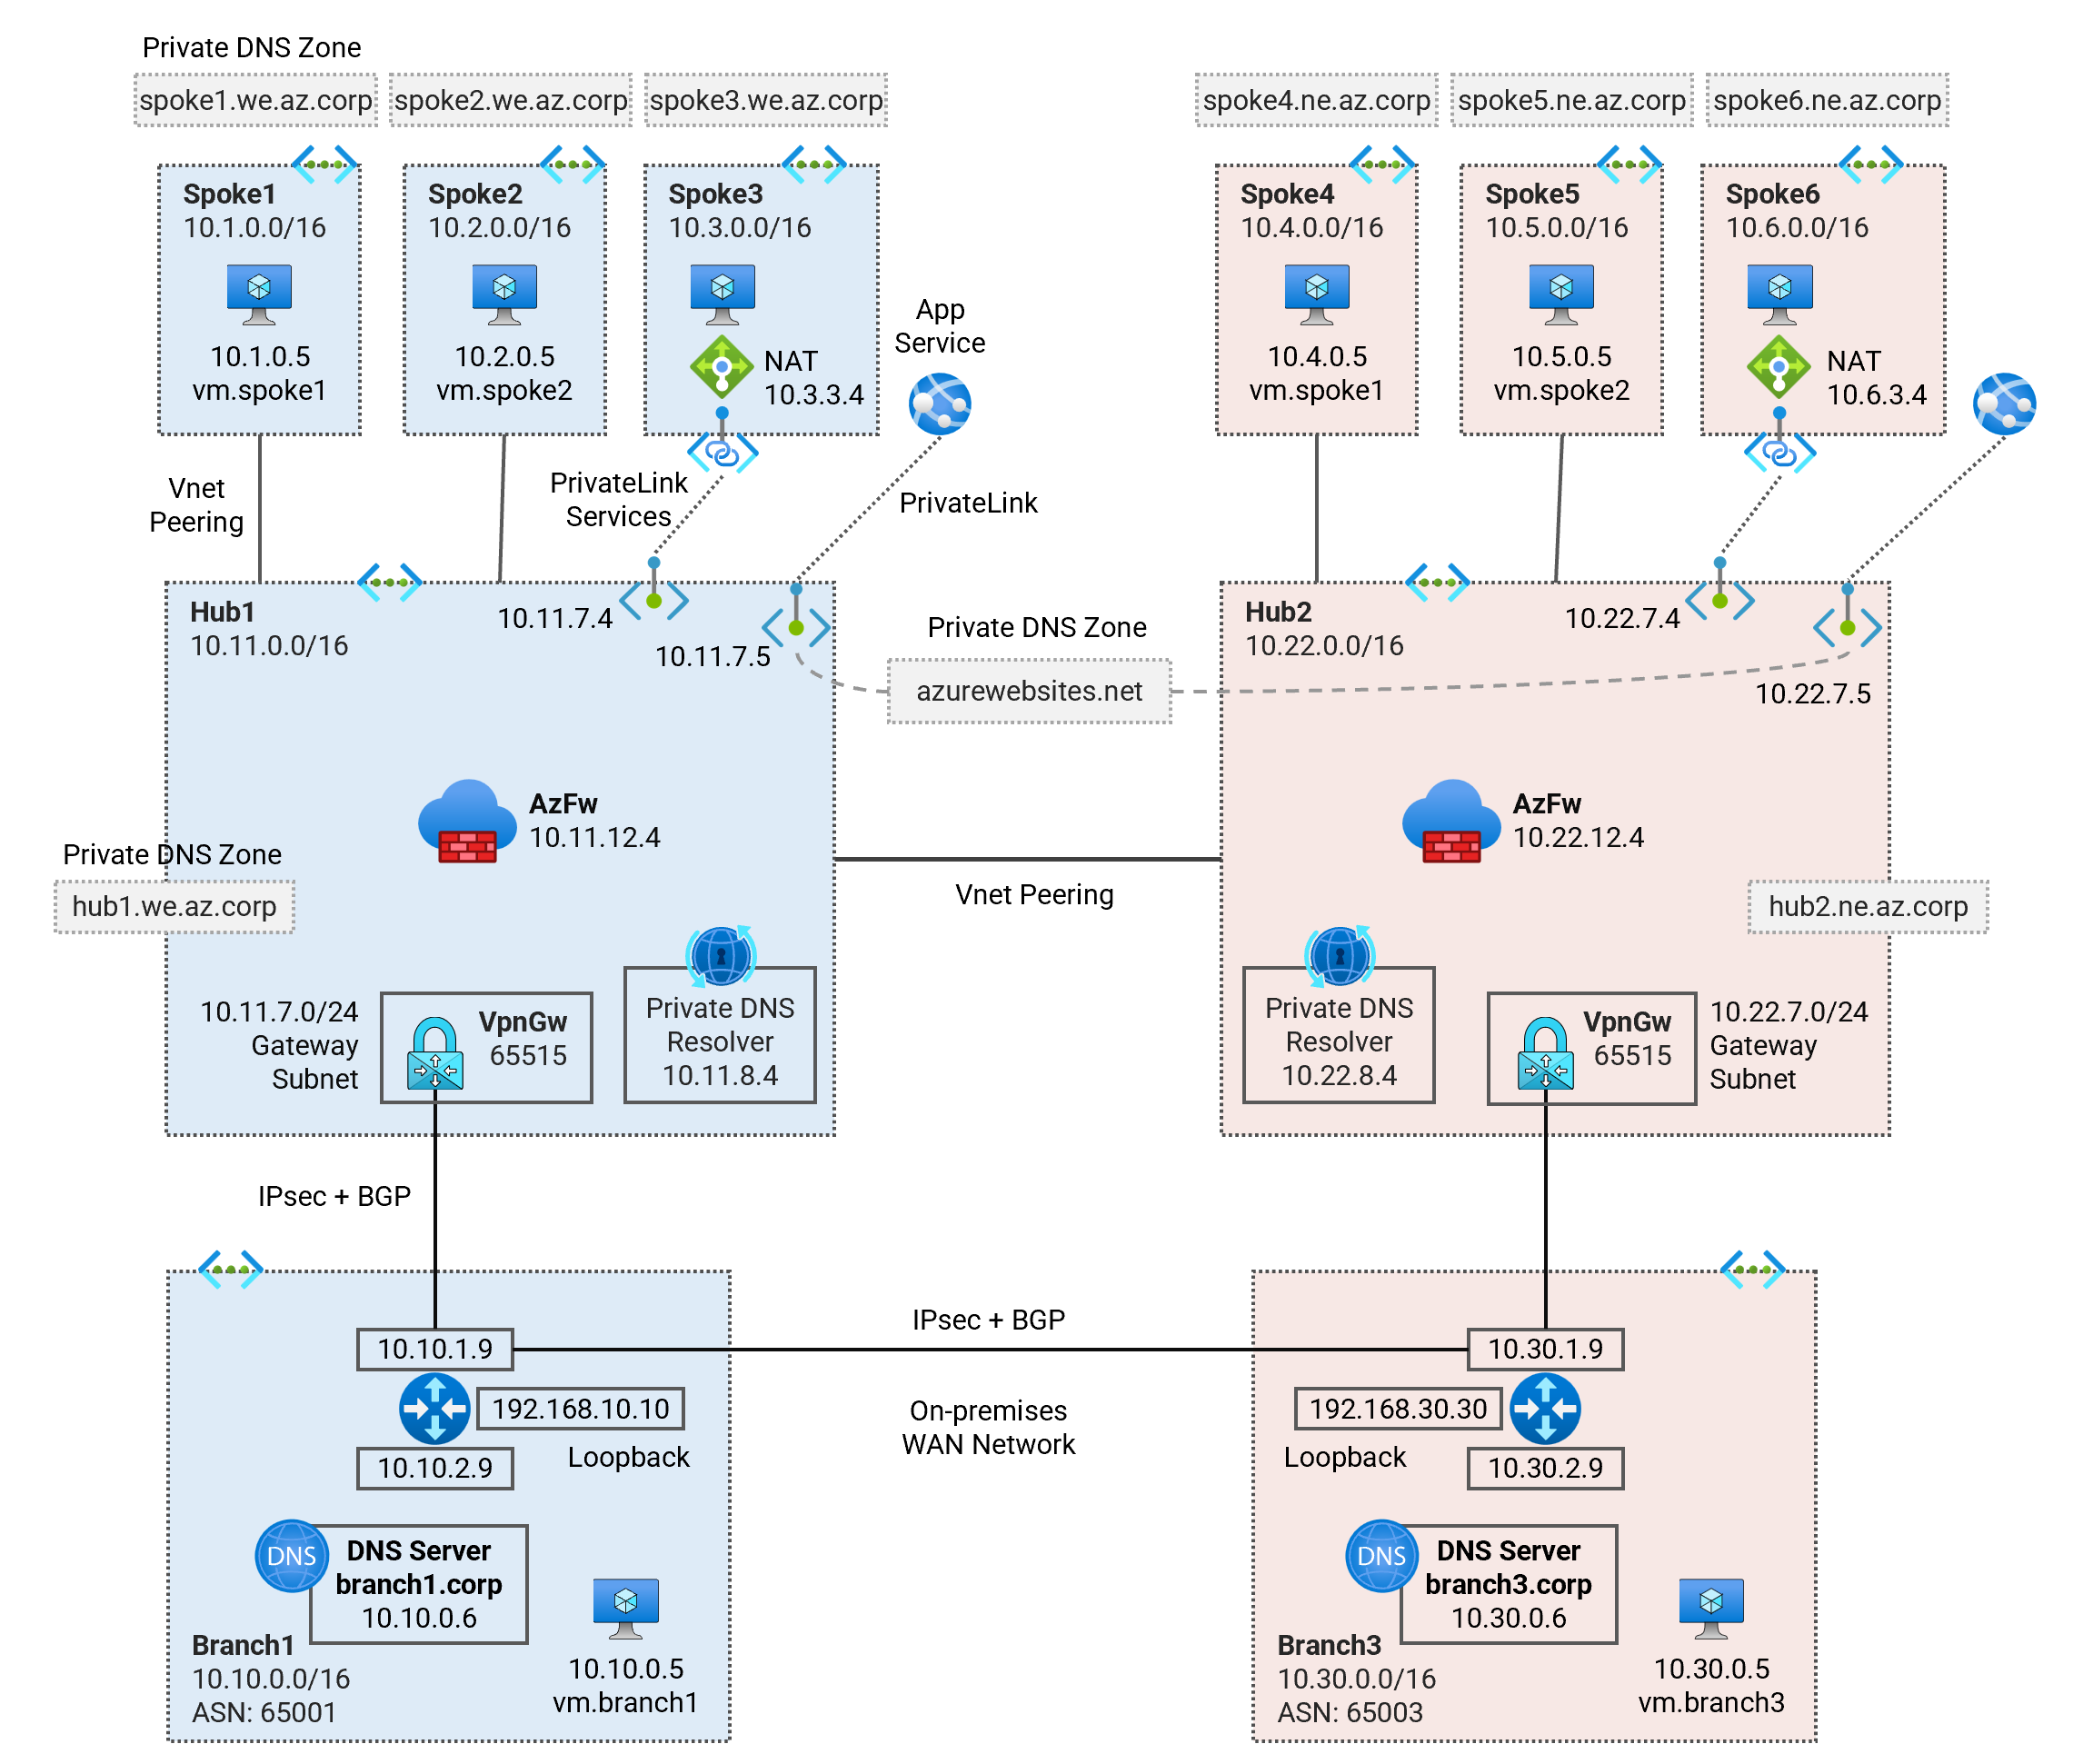 Private DNS Zone
spoke1.we.az.corp
spoke2.we.az.corp
spoke3.we.az.corp
spoke4.ne.az.corp
spoke5.ne.az.corp
spoke6.ne.az.corp
Spoke1
10.1.0.0/16
10.1.0.5
vm.spoke1
Spoke2
10.2.0.0/16
10.2.0.5
vm.spoke2
Spoke3
10.3.0.0/16
NAT
10.3.3.4
App
Service
Spoke4
10.4.0.0/16
10.4.0.5
vm.spoke1
Spoke5
10.5.0.0/16
10.5.0.5
vm.spoke2
Spoke6
10.6.0.0/16
NAT
10.6.3.4
Vnet
Peering
PrivateLink
Services
PrivateLink
Hub1
10.11.0.0/16
10.11.7.4
10.11.7.5
Private DNS Zone
azurewebsites.net
Hub2
10.22.0.0/16
10.22.7.4
10.22.7.5
AzFw
10.11.12.4
AzFw
10.22.12.4
Private DNS Zone
hub1.we.az.corp
Vnet Peering
hub2.ne.az.corp
10.11.7.0/24
Gateway
Subnet
VpnGw
65515
Private DNS
Resolver
10.11.8.4
Private DNS
Resolver
10.22.8.4
VpnGw
65515
10.22.7.0/24
Gateway
Subnet
IPsec + BGP
10.10.1.9
192.168.10.10
Loopback
10.10.2.9
IPsec + BGP
On-premises
WAN Network
10.30.1.9
192.168.30.30
Loopback
10.30.2.9
DNS
DNS Server
branch1.corp
10.10.0.6
Branch1
10.10.0.0/16
ASN: 65001
10.10.0.5
vm.branch1
DNS
DNS Server
branch3.corp
10.30.0.6
Branch3
10.30.0.0/16
ASN: 65003
10.30.0.5
vm.branch3